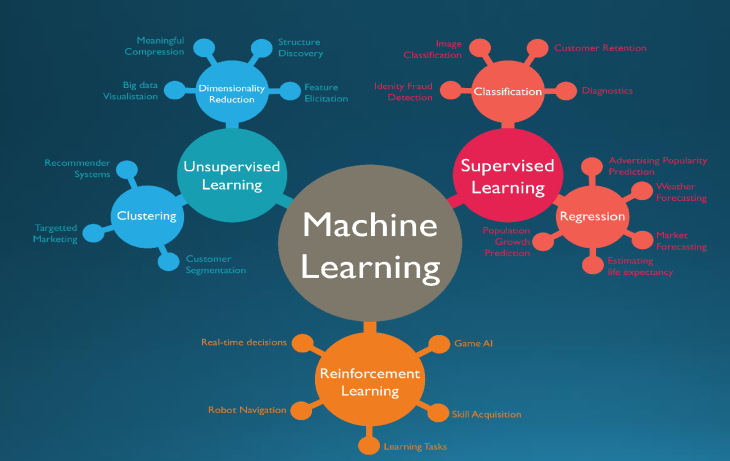 Meaningful
Compression
Structure
Discovery
Big data
Visualistaion
Dimensionality
Reduction
Feature
Elicitation
Unsupervised
Learning
Recommender
Systems
Clustering
Targetted
Marketing
Customer
Segmentation
Image
Classification
Customer Retention
Idenity Fraud
Detection
Classification
Diagnostics
Supervised
Learning
Advertising Popularity
Prediction
Weather
Forecasting
Regression
Population
Growth
Prediction
Market
Forecasting
Estimating
life expectancy
Machine
Learning
Real-time decisions
Game AI
Reinforcement
Learning
Robot Navigation
Skill Acquisition
Learning Tasks